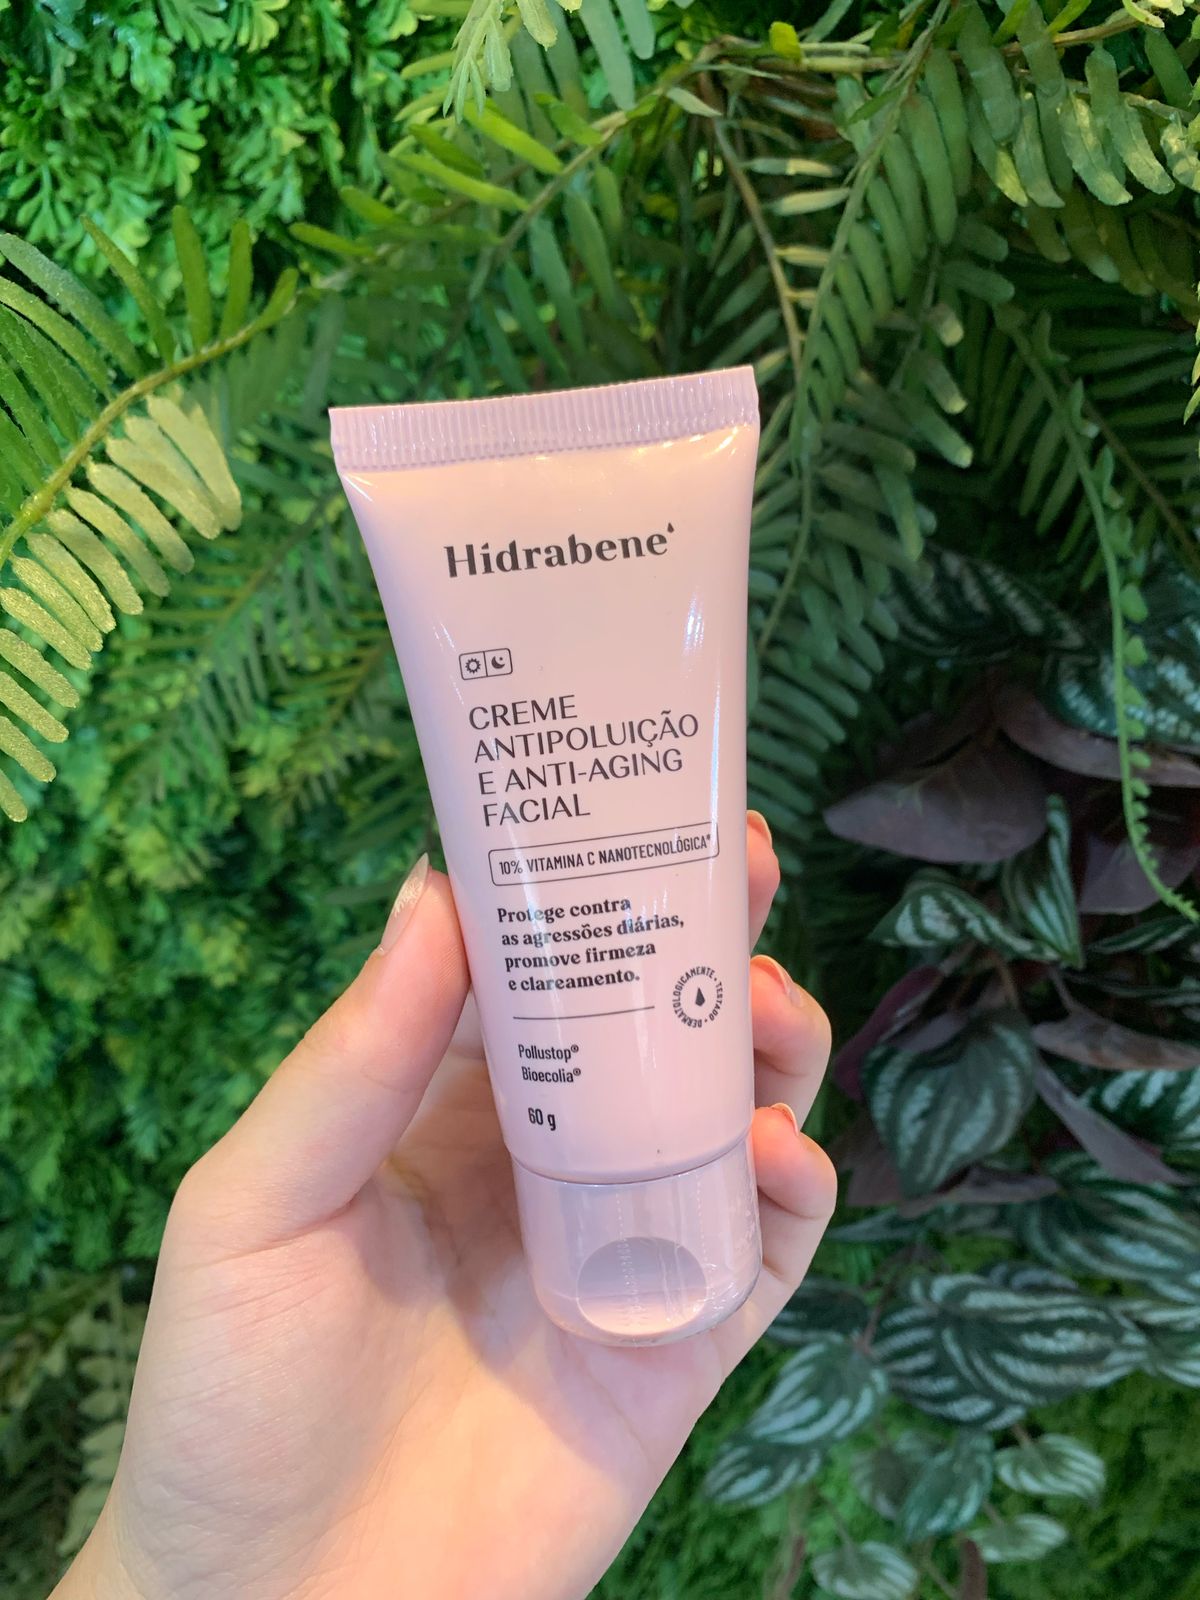 Hidrabene
CREME
ANTIPOLUIÇÃO
E ANTI-AGING
FACIAL
10% VITAMINA C NANOTECNOLÓGICA*
Protege contra
as agressões diárias,
promove firmeza
e clareamento.
DERMATOLOGICAMENTE • TESTADO •
Pollustop®
Bioecolia®
60 g